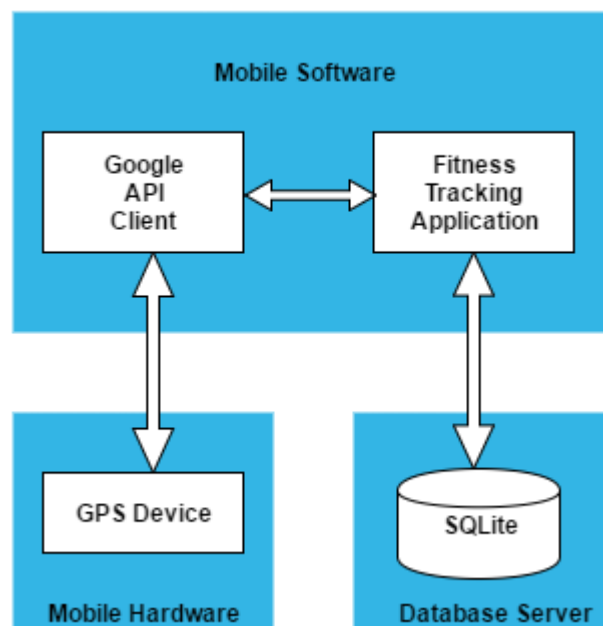 Mobile Software
Google
API
Client
Fitness
Tracking
Application
GPS Device
SQLite
Mobile Hardware
Database Server